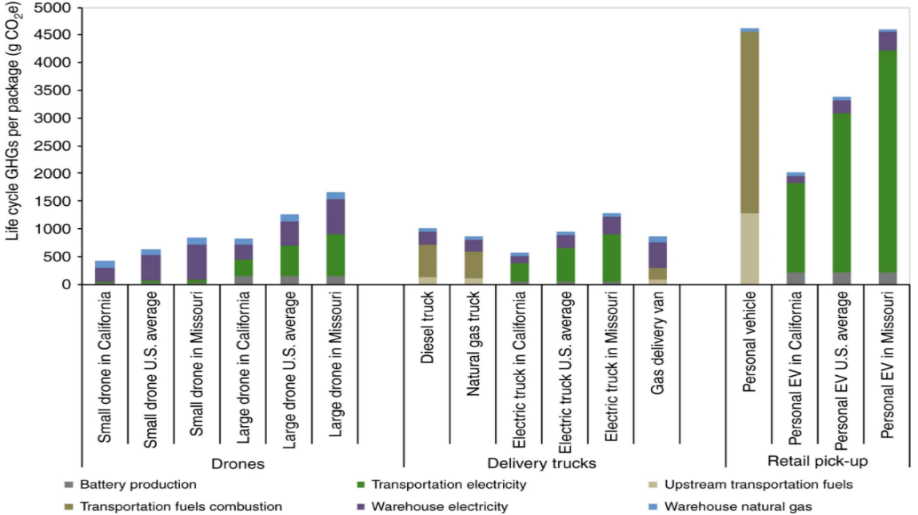 Life cycle GHGs per package (g CO2e)
5000
4500
4000
3500
3000
2500
2000
1500
1000
500
0
Small drone in California
Small drone U.S. average
Small drone in Missouri
Large drone in California
Large drone U.S. average
Large drone in Missouri
Diesel truck
Natural gas truck
Electric truck in California
Electric truck U.S. average
Electric truck in Missouri
Gas delivery van
Personal vehicle
Personal EV in California
Personal EV U.S. average
Personal EV in Missouri
Drones
Delivery trucks
Retail pick-up
Battery production
Transportation electricity
Upstream transportation fuels
Transportation fuels combustion
Warehouse electricity
Warehouse natural gas